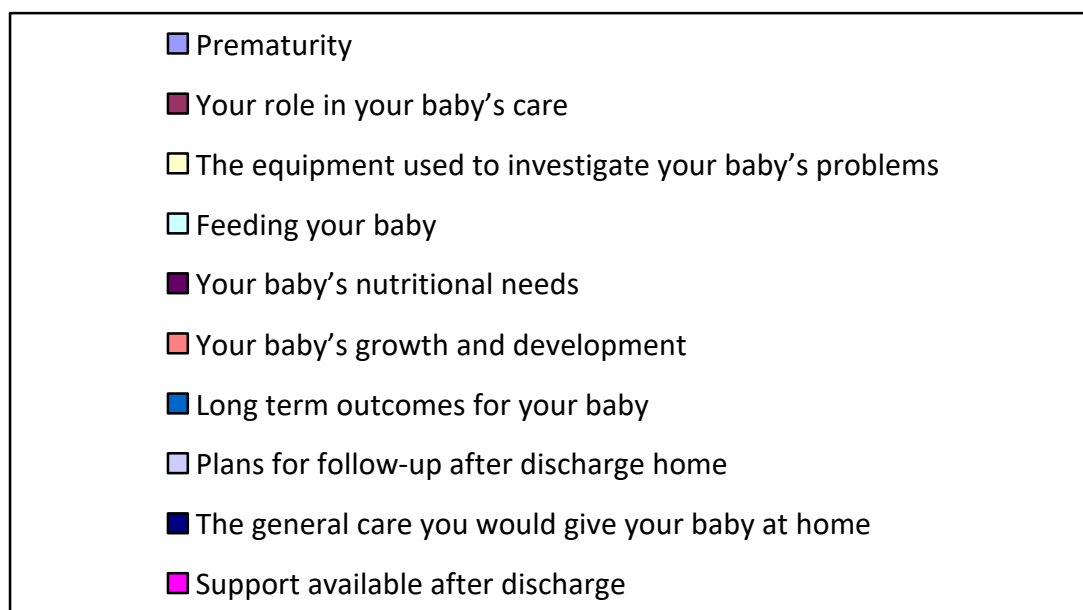 Prematurity
Your role in your baby’s care
The equipment used to investigate your baby’s problems
Feeding your baby
Your baby’s nutritional needs
Your baby’s growth and development
Long term outcomes for your baby
Plans for follow-up after discharge home
The general care you would give your baby at home
Support available after discharge